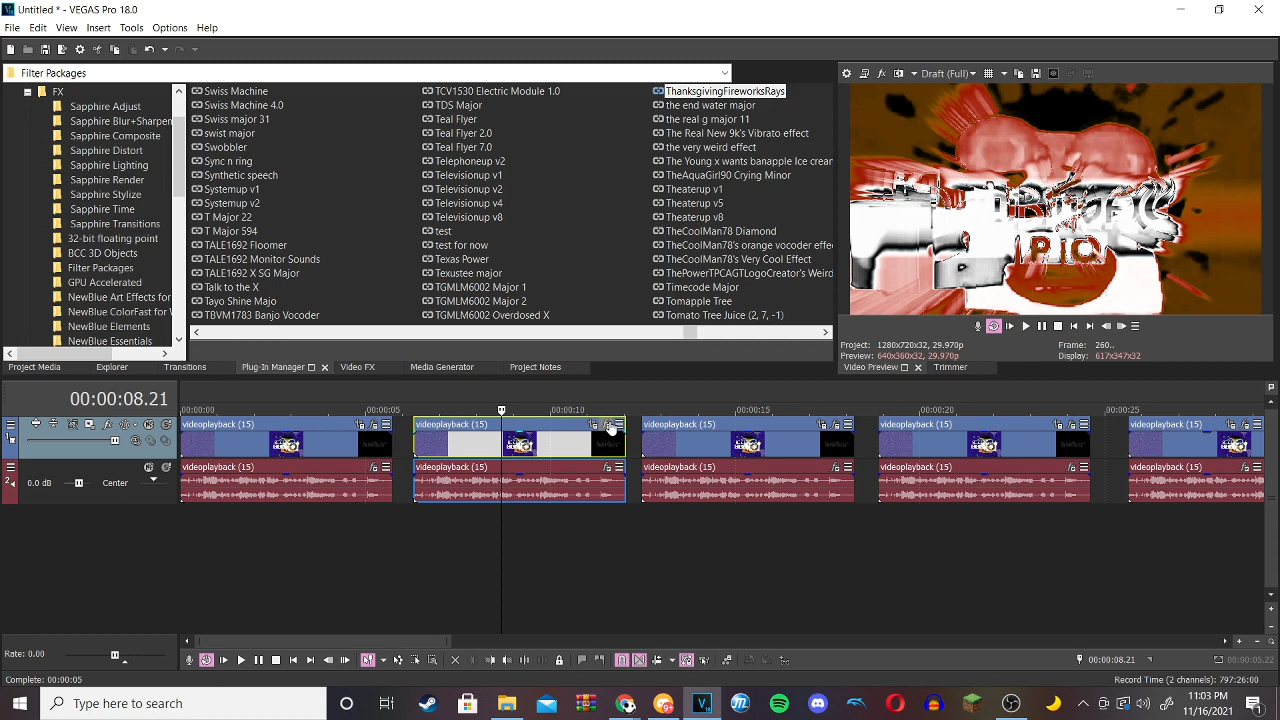 Untitled * - VEGAS Pro 18.0
File Edit View Insert Tools Options Help
Filter Packages
FX
Sapphire Adjust
Sapphire Blur+Sharpen
Sapphire Composite
Sapphire Distort
Sapphire Lighting
Sapphire Render
Sapphire Stylize
Sapphire Time
Sapphire Transitions
32-bit floating point
BCC 3D Objects
Filter Packages
GPU Accelerated
NewBlue Art Effects for
NewBlue ColorFast for
NewBlue Elements
NewBlue Essentials
Swiss Machine
Swiss Machine 4.0
Swiss major 31
swist major
Swobbler
Sync n ring
Synthetic speech
Systemup v1
Systemup v2
T Major 22
T Major 594
TALE1692 Floomer
TALE1692 Monitor Sounds
TALE1692 X SG Major
Talk to the X
Tayo Shine Majo
TBVM1783 Banjo Vocoder
TCV1530 Electric Module 1.0
TDS Major
Teal Flyer
Teal Flyer 2.0
Teal Flyer 7.0
Telephoneup v2
Televisionup v1
Televisionup v2
Televisionup v4
Televisionup v8
test
test for now
Texas Power
Texustee major
TGMLM6002 Major 1
TGMLM6002 Major 2
TGMLM6002 Overdosed X
ThanksgivingFireworksRays
the end water major
the real g major 11
The Real New 9k's Vibrato effect
the very weird effect
The Young x wants banapple Ice crear
TheAquaGirl90 Crying Minor
Theaterup v1
Theaterup v5
Theaterup v8
TheCoolMan78 Diamond
TheCoolMan78's orange vocoder effe
TheCoolMan78's Very Cool Effect
ThePowerTPCAGTLogoCreator's Weird
Timecode Major
Tomapple Tree
Tomato Tree Juice (2, 7, -1)
Draft (Full)
Project: 1280x720x32, 29.970p
Frame: 260..
Preview: 640x360x32, 29.970p
Display: 617x347x32
Video Preview
Trimmer
Project Media Explorer Transitions Plug-In Manager Video FX Media Generator Project Notes
00:00:08.21
00:00:00 00:00:05 00:00:10 00:00:15 00:00:20 00:00:25
videoplayback (15) videoplayback (15) videoplayback (15) videoplayback (15) videoplayback (15)
videoplayback (15) videoplayback (15) videoplayback (15) videoplayback (15) videoplayback (15)
2
0.0 dB Center
Rate: 0.00
00:00:08.21
00:00:05.22
Complete: 00:00:05
Record Time (2 channels): 797:26:00
Type here to search
11:03 PM
11/16/2021